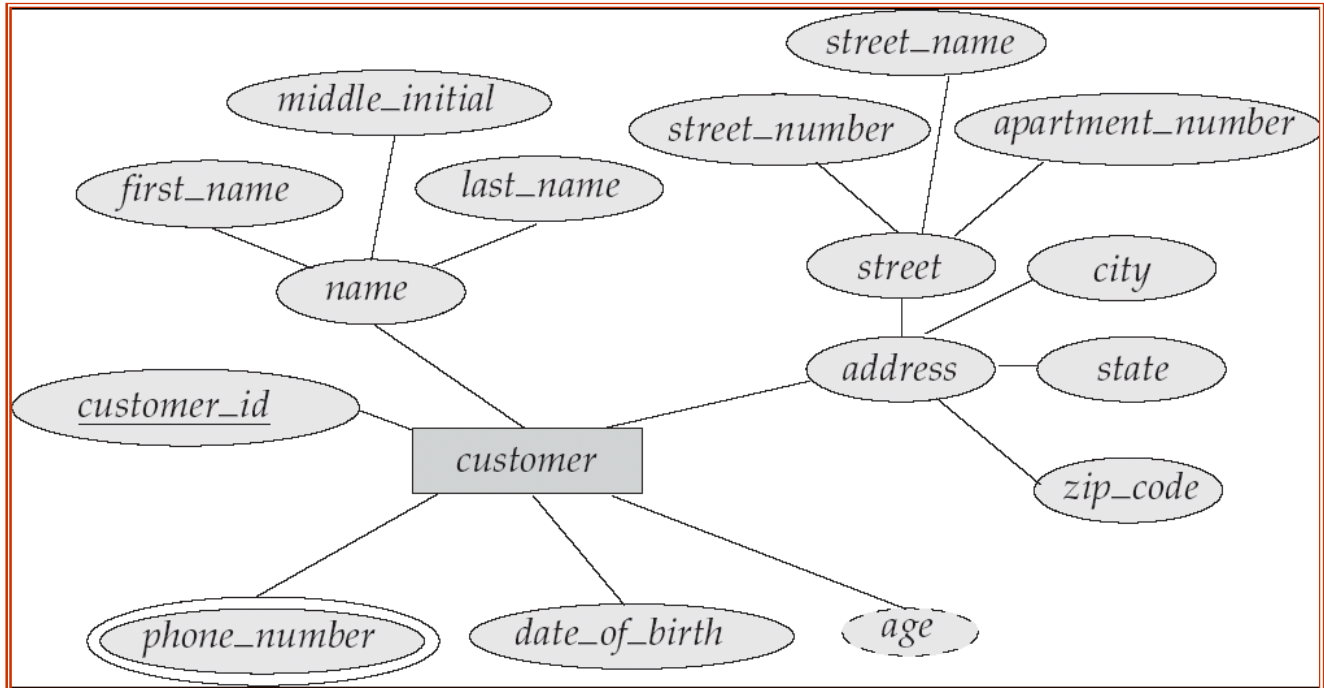 street_name
middle_initial
street_number
apartment_number
first_name
last_name
street
city
name
address
state
customer_id
customer
zip_code
phone_number
date_of_birth
age